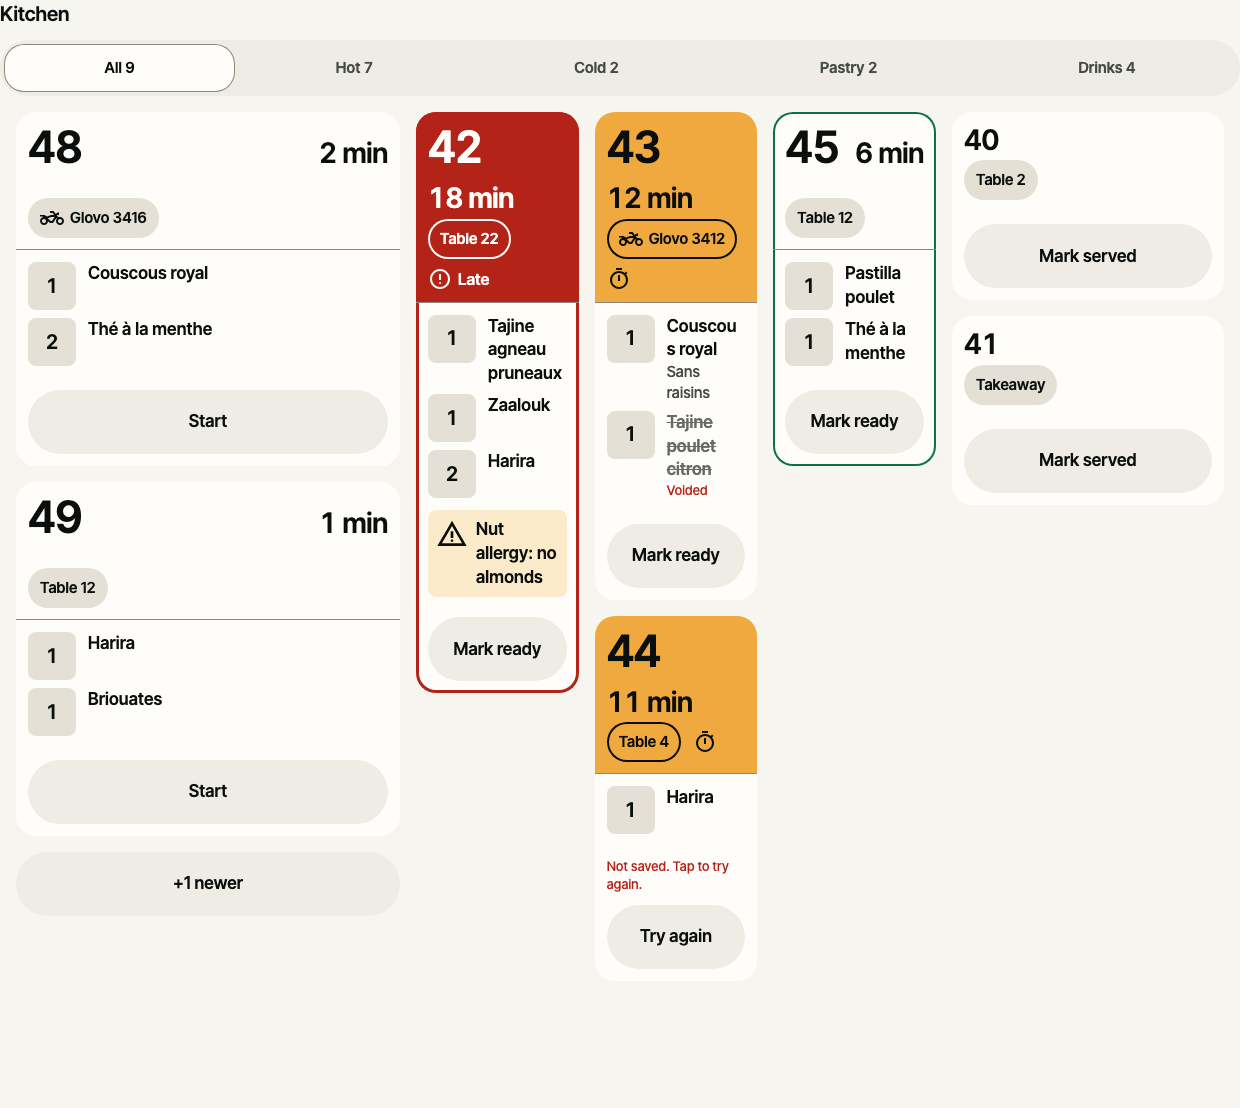 Kitchen
All 9
Hot 7
Cold 2
Pastry 2
Drinks 4
48
2 min
Glovo 3416
1
Couscous royal
2
Thé à la menthe
Start
49
1 min
Table 12
1
Harira
1
Briouates
Start
+1 newer
42
18 min
Table 22
Late
1
Tajine
agneau
pruneaux
1
Zaalouk
2
Harira
Nut
allergy: no
almonds
Mark ready
43
12 min
Glovo 3412
1
Couscou
s royal
Sans
raisins
1
Tajine
poulet
citron
Voided
Mark ready
44
11 min
Table 4
1
Harira
Not saved. Tap to try
again.
Try again
45
6 min
Table 12
1
Pastilla
poulet
1
Thé à la
menthe
Mark ready
40
Table 2
Mark served
41
Takeaway
Mark served